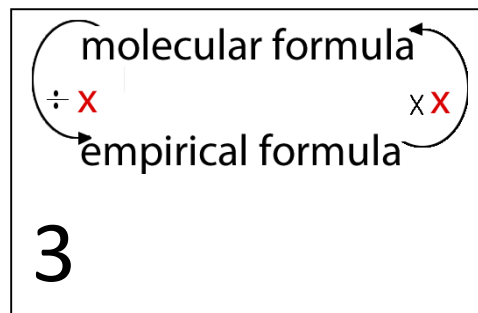 molecular formula
÷ x
x x
empirical formula
3